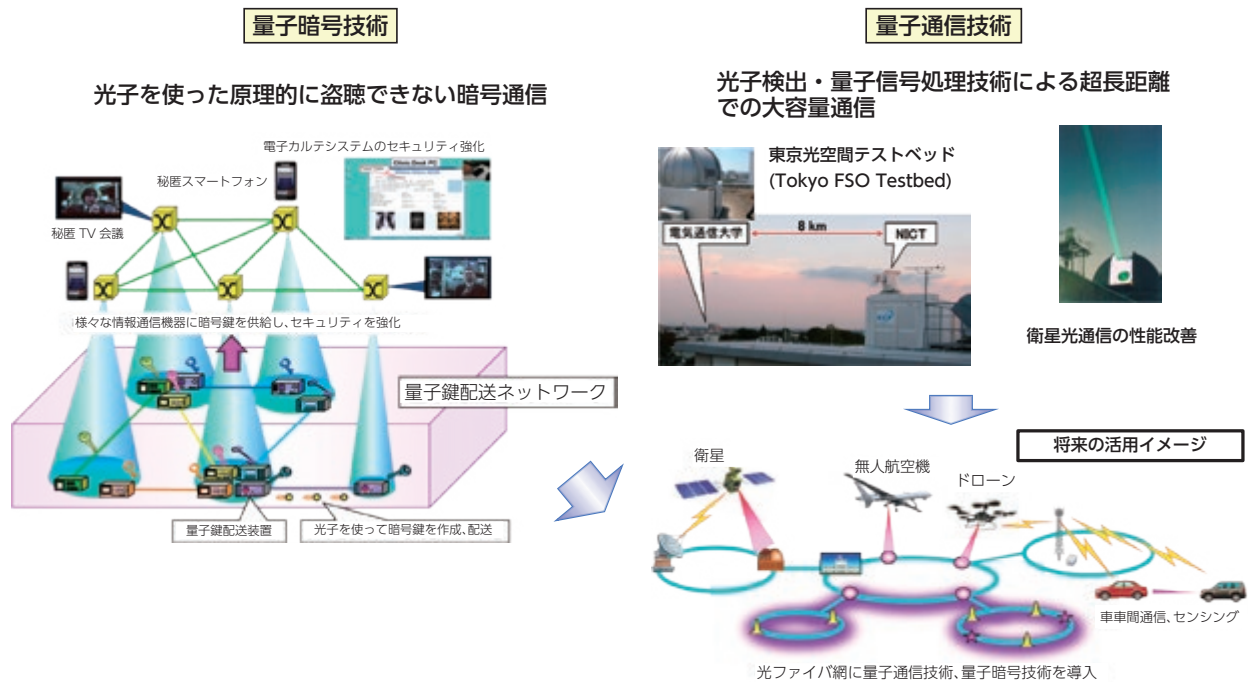 量子暗号技術
光子を使った原理的に盗聴できない暗号通信
電子カルテシステムのセキュリティ強化
秘匿スマートフォン
秘匿 TV 会議
様々な情報通信機器に暗号鍵を供給し、セキュリティを強化
量子鍵配送ネットワーク
量子鍵配送装置
光子を使って暗号鍵を作成、配送
量子通信技術
光子検出・量子信号処理技術による超長距離
での大容量通信
東京光空間テストベッド
(Tokyo FSO Testbed)
電気通信大学
8 km
NICT
衛星光通信の性能改善
将来の活用イメージ
衛星
無人航空機
ドローン
車車間通信、センシング
光ファイバ網に量子通信技術、量子暗号技術を導入